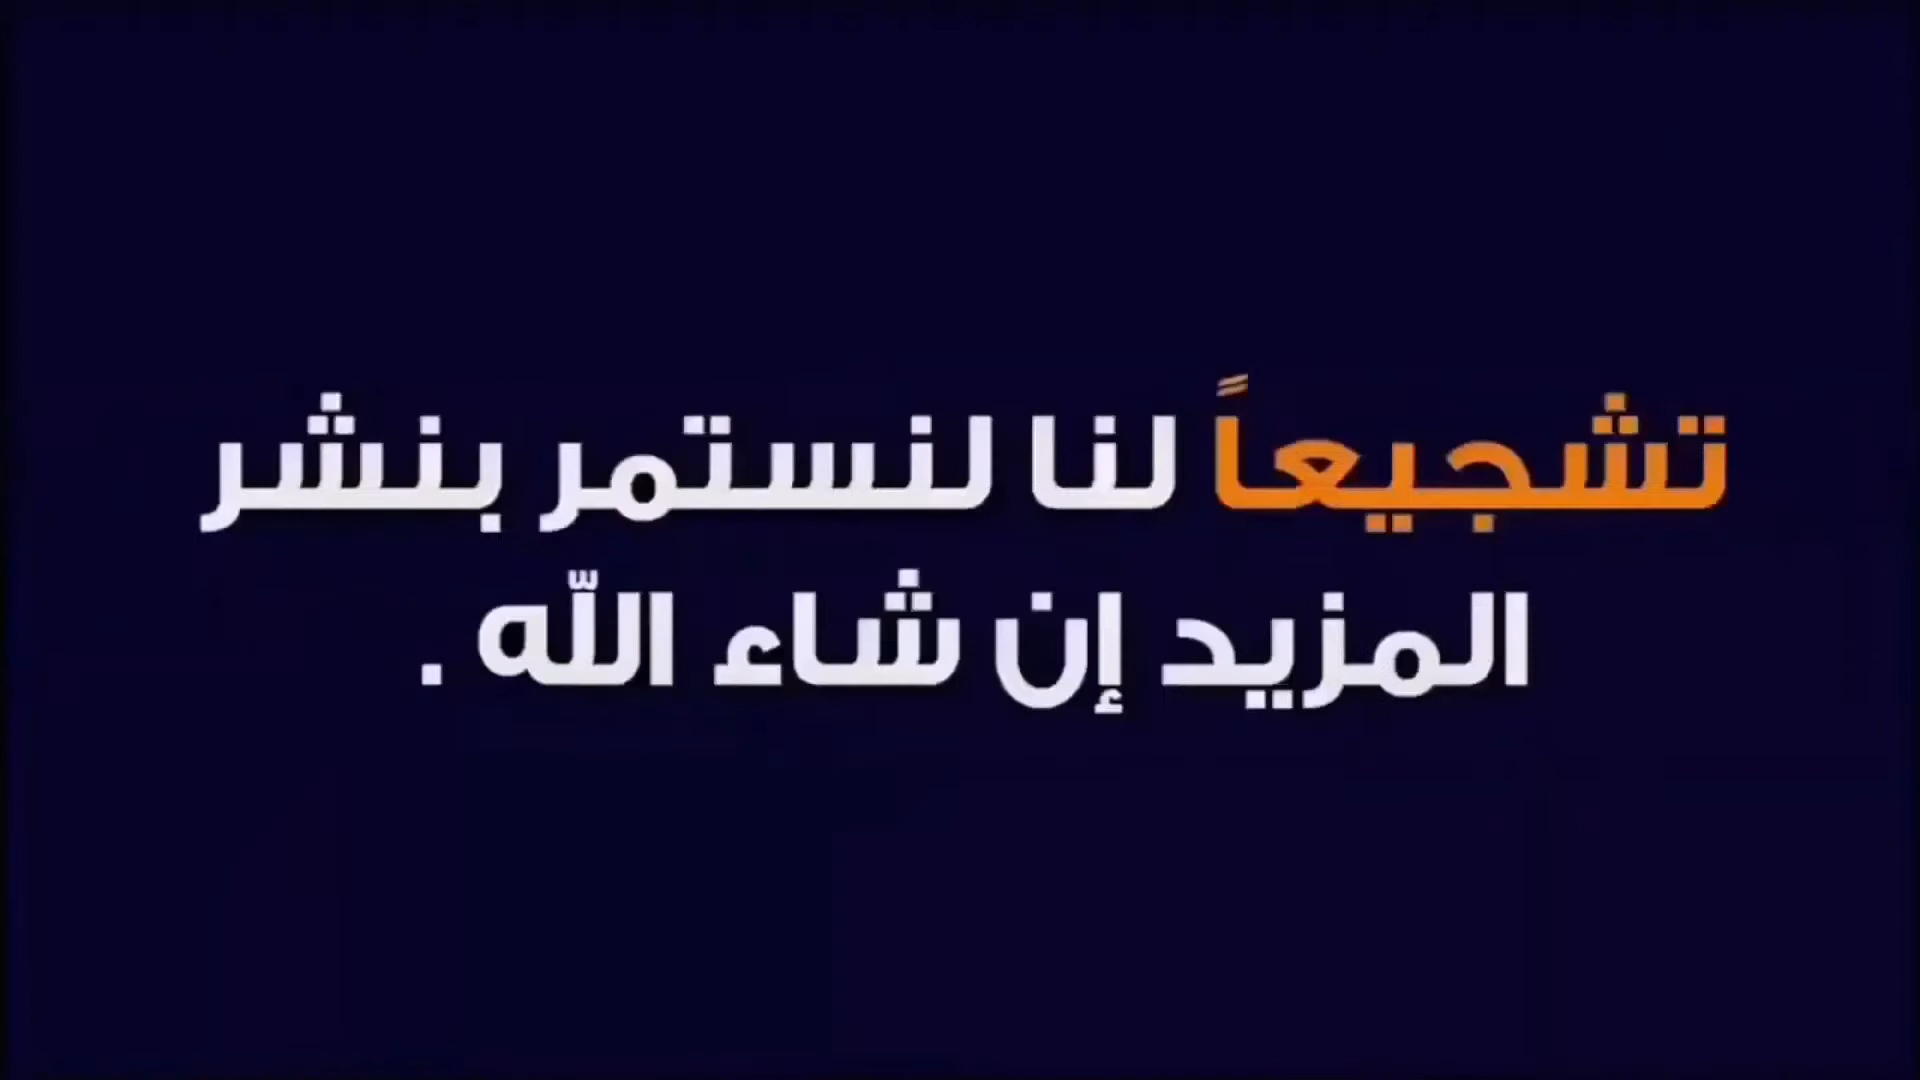 تشجيعاً لنا لنستمر بنشر
المزيد إن شاء اللّه .